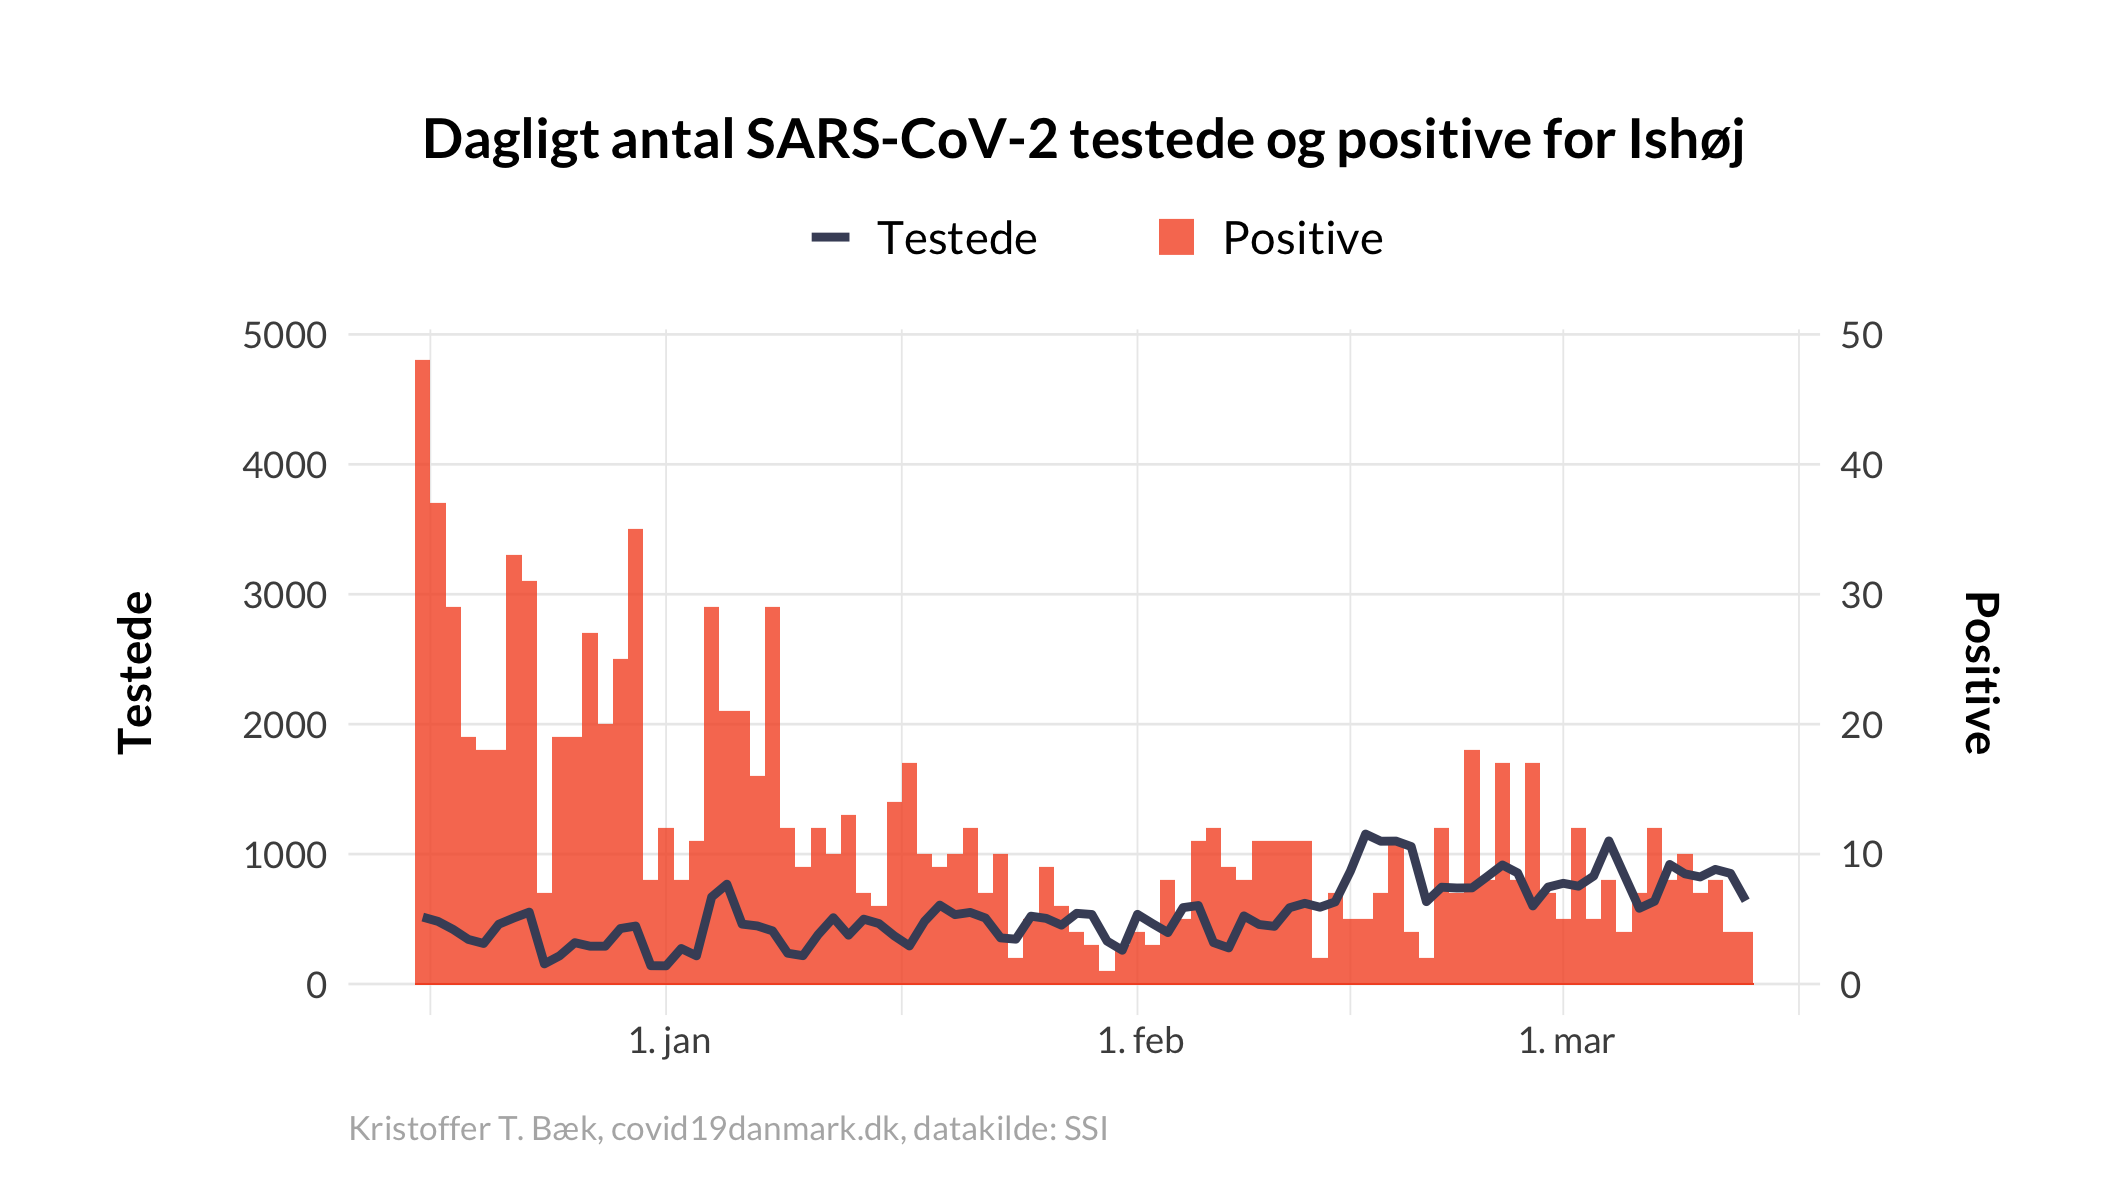 Dagligt antal SARS-CoV-2 testede og positive for Ishøj
Testede Positive
5000 50
4000 40
3000 30
2000 20
1000 10
0 0
Testede
Positive
1. jan 1. feb 1. mar
Kristoffer T. Bæk, covid19danmark.dk, datakilde: SSI